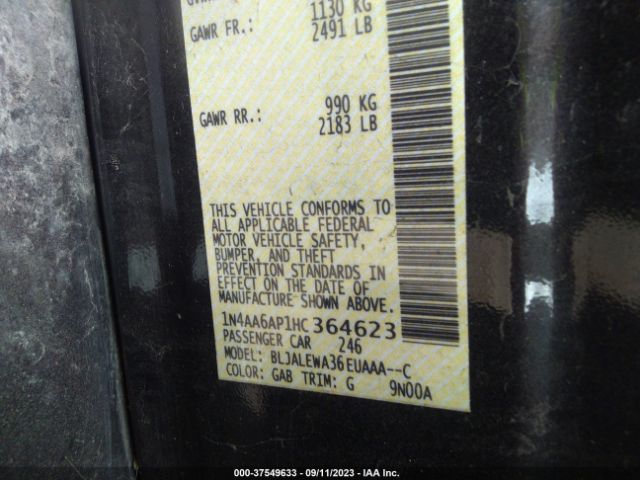 1130 KG
GAWR FR.: 2491 LB
990 KG
GAWR RR.: 2183 LB
THIS VEHICLE CONFORMS TO
ALL APPLICABLE FEDERAL
MOTOR VEHICLE SAFETY,
BUMPER, AND THEFT
PREVENTION STANDARDS IN
EFFECT ON THE DATE OF
MANUFACTURE SHOWN ABOVE.
1N4AA6AP1HC364623
PASSENGER CAR 246
MODEL: BLJALEWA36EUAAA--C
COLOR: GAB TRIM: G 9N00A
000-37549633 - 09/11/2023 - IAA Inc.